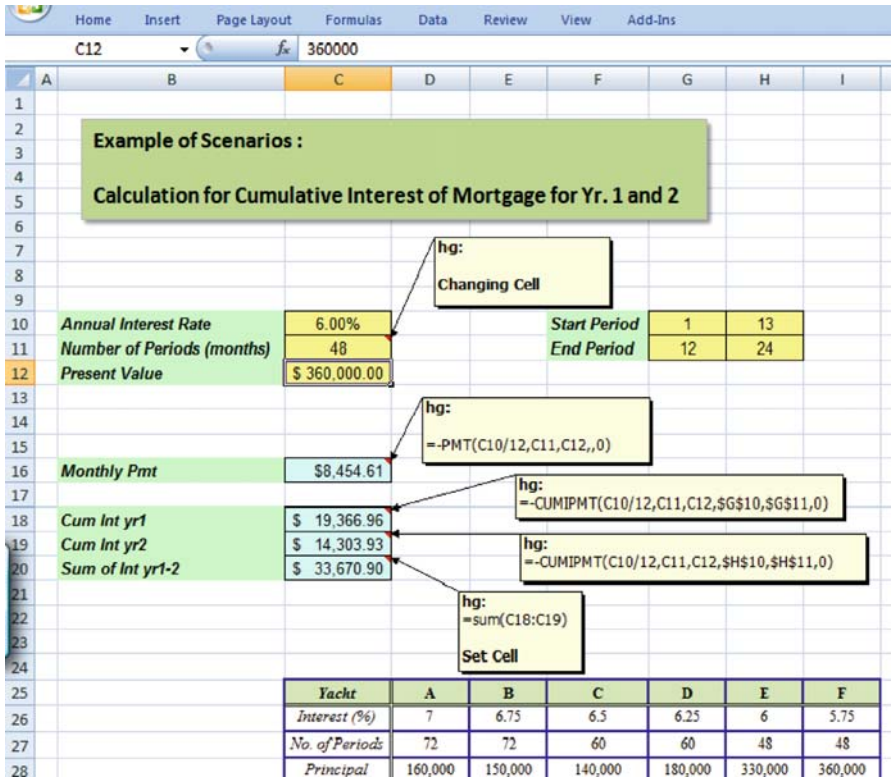 Home Insert Page Layout Formulas Data Review View Add-Ins
C12 fx 360000
A B C D E F G H I
1
2
Example of Scenarios :
3
4
Calculation for Cumulative Interest of Mortgage for Yr. 1 and 2
5
6
7 hg:
8 Changing Cell
9
10 Annual Interest Rate 6.00% Start Period 1 13
11 Number of Periods (months) 48 End Period 12 24
12 Present Value $ 360,000.00
13
hg:
14
15 =-PMT(C10/12,C11,C12,,0)
16 Monthly Pmt $8,454.61
hg:
17 =-CUMIPMT(C10/12,C11,C12,$G$10,$G$11,0)
18 Cum Int yr1 $ 19,366.96
19 Cum Int yr2 $ 14,303.93 hg:
20 Sum of Int yr1-2 $ 33,670.90 =-CUMIPMT(C10/12,C11,C12,$H$10,$H$11,0)
21 hg:
22 =sum(C18:C19)
23
24 Set Cell
25 Yacht A B C D E F
26 Interest (%) 7 6.75 6.5 6.25 6 5.75
27 No. of Periods 72 72 60 60 48 48
28 Principal 160,000 150,000 140,000 180,000 330,000 360,000